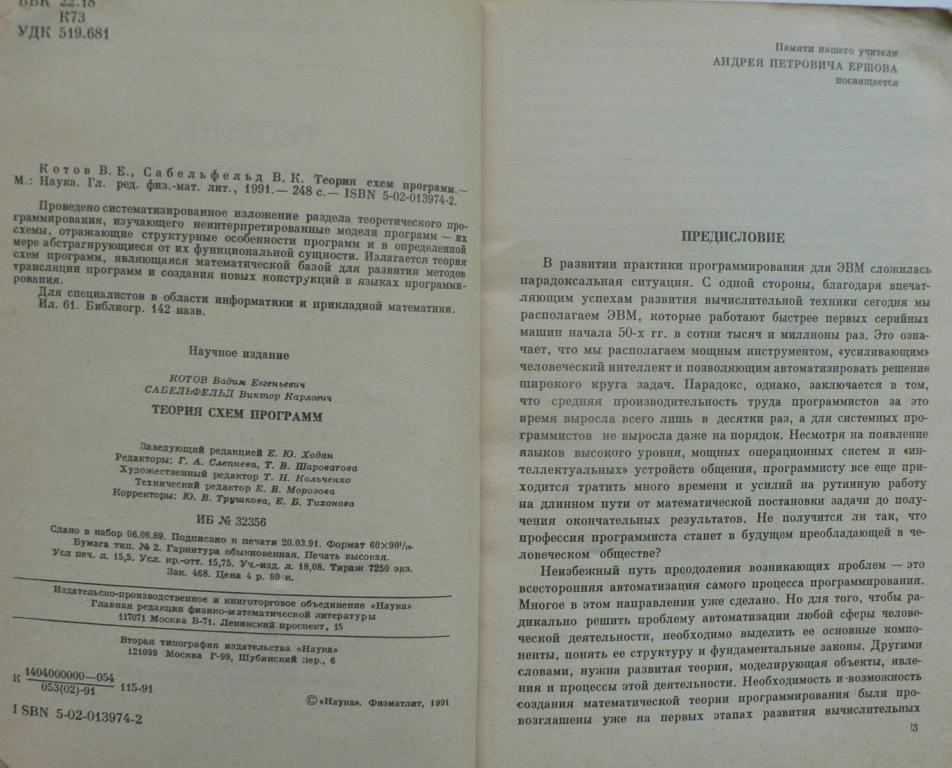 ББК 22.18
К73
УДК 519.681
Котов В. Е., Сабельфельд В. К. Теория схем программ.—
М.: Наука. Гл. ред. физ.-мат. лит., 1991.— 248 с.— ISBN 5-02-013974-2.
Проведено систематизированное изложение раздела теоретического про-
граммирования, изучающего неинтерпретированные модели программ — их
схемы, отражающие структурные особенности программ и в определенной
мере абстрагирующиеся от их функциональной сущности. Излагается теория
схем программ, являющаяся математической базой для развития методов
трансляции программ и создания новых конструкций в языках программи-
рования.
Для специалистов в области информатики и прикладной математики.
Ил. 61. Библиогр. 142 назв.
Научное издание
КОТОВ Вадим Евгеньевич
САБЕЛЬФЕЛЬД Виктор Карлович
ТЕОРИЯ СХЕМ ПРОГРАММ
Заведующий редакцией Е. Ю. Ходан
Редакторы: Г. А. Слепнева, Т. В. Шароватова
Художественный редактор Т. Н. Кольченко
Технический редактор Е. В. Морозова
Корректоры: Ю. В. Трушкова, Е. Б. Тихонова
ИБ № 32356
Сдано в набор 06.06.89. Подписано к печати 20.03.91. Формат 60×90¹/₁₆.
Бумага тип. № 2. Гарнитура обыкновенная. Печать высокая.
Усл печ. л. 15,5. Усл. кр.-отт. 15,75. Уч.-изд. л. 18,08. Тираж 7250 экз.
Зак. 468. Цена 4 р. 80 к.
Издательско-производственное и книготорговое объединение «Наука»
Главная редакция физико-математической литературы
117071 Москва В-71. Ленинский проспект, 15
Вторая типография издательства «Наука»
121099 Москва Г-99, Шубинский пер., 6
К 1404000000—054
053(02)-91 115-91
© «Наука». Физматлит, 1991
ISBN 5-02-013974-2
Памяти нашего учителя
АНДРЕЯ ПЕТРОВИЧА ЕРШОВА
посвящается
ПРЕДИСЛОВИЕ
В развитии практики программирования для ЭВМ сложилась
парадоксальная ситуация. С одной стороны, благодаря впечат-
ляющим успехам развития вычислительной техники сегодня мы
располагаем ЭВМ, которые работают быстрее первых серийных
машин начала 50-х гг. в сотни тысяч и миллионы раз. Это озна-
чает, что мы располагаем мощным инструментом, «усиливающим»
человеческий интеллект и позволяющим автоматизировать решение
широкого круга задач. Парадокс, однако, заключается в том,
что средняя производительность труда программистов за это
время выросла всего лишь в десятки раз, а для системных про-
граммистов не выросла даже на порядок. Несмотря на появление
языков высокого уровня, мощных операционных систем и «ин-
теллектуальных» устройств общения, программисту все еще при-
ходится тратить много времени и усилий на рутинную работу
на длинном пути от математической постановки задачи до полу-
чения окончательных результатов. Не получится ли так, что
профессия программиста станет в будущем преобладающей в че-
ловеческом обществе?
Неизбежный путь преодоления возникающих проблем — это
всесторонняя автоматизация самого процесса программирования.
Многое в этом направлении уже сделано. Но для того, чтобы ра-
дикально решить проблему автоматизации любой сферы челове-
ческой деятельности, необходимо выделить ее основные компо-
ненты, понять ее структуру и фундаментальные законы. Другими
словами, нужна развитая теория, моделирующая объекты, явле-
ния и процессы этой деятельности. Необходимость и возможность
создания математической теории программирования были про-
возглашены уже на первых этапах развития вычислительных
3